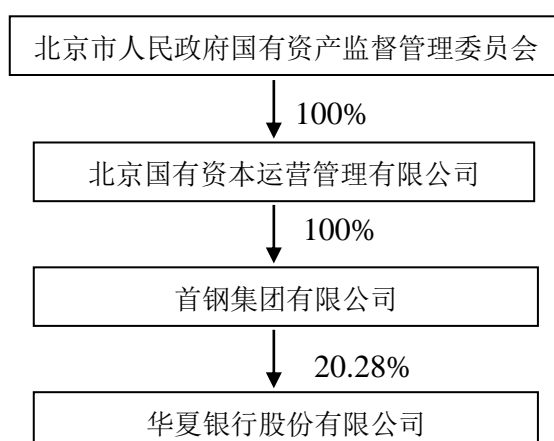 北京市人民政府国有资产监督管理委员会
100%
北京国有资本运营管理有限公司
100%
首钢集团有限公司
20.28%
华夏银行股份有限公司